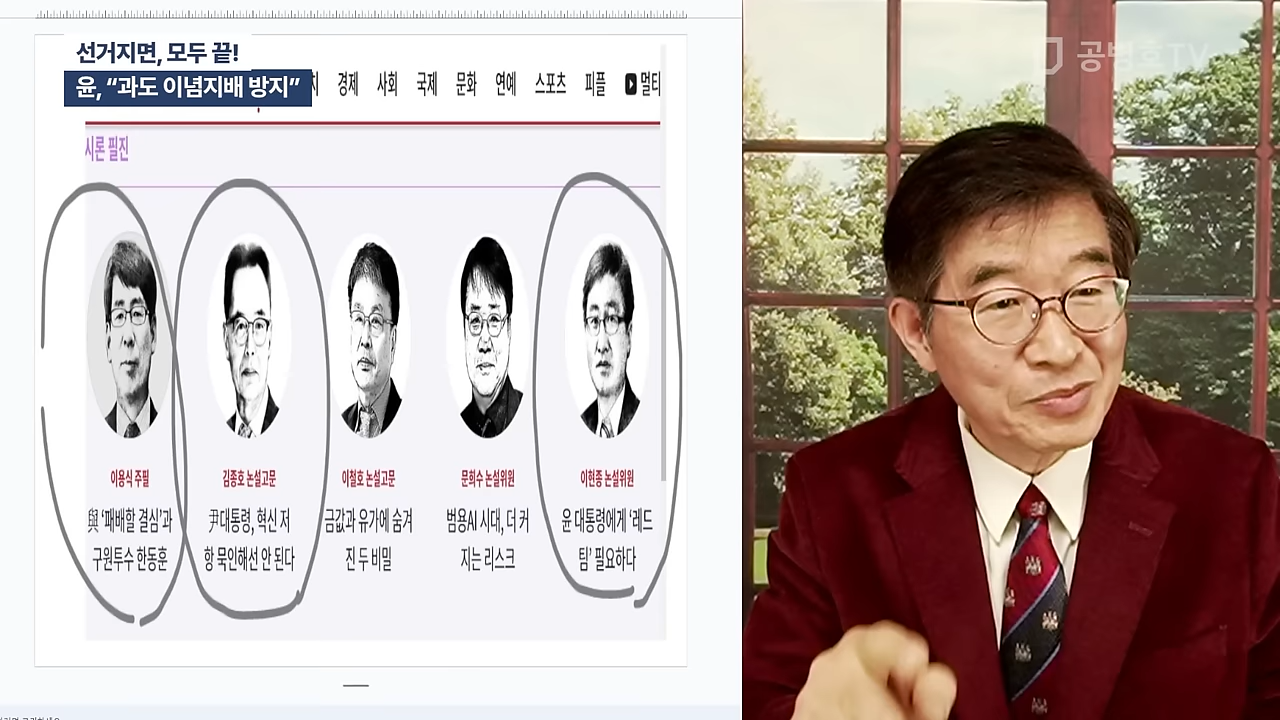 선거지면, 모두 끝!
윤, “과도 이념지배 방지”
치 경제 사회 국제 문화 연예 스포츠 피플 멀티
공병호TV
시론 필진
이용식 주필
與 ‘패배할 결심’과
구원투수 한동훈
김종호 논설고문
尹대통령, 혁신 저
항 묵인해선 안 된다
이철호 논설고문
금값과 유가에 숨겨
진 두 비밀
문희수 논설위원
범용AI 시대, 더 커
지는 리스크
이현종 논설위원
윤 대통령에게 ‘레드
팀’ 필요하다